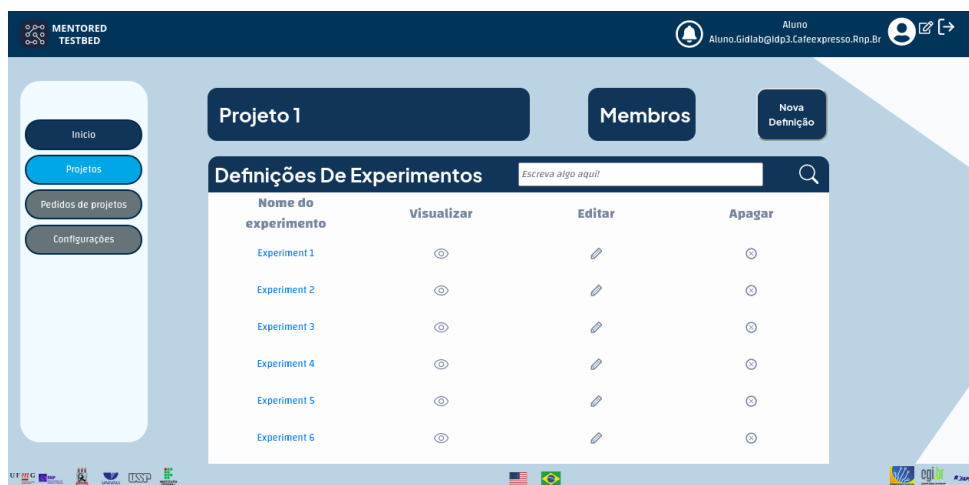 MENTORED
TESTBED
Aluno
Aluno.Gidlab@Idp3.Cafeexpresso.Rnp.Br
Inicio
Projetos
Pedidos de projetos
Configurações
Projeto 1
Membros
Nova
Definição
Definições De Experimentos
Escreva algo aqui!
Nome do
experimento
Visualizar
Editar
Apagar
Experiment 1
Experiment 2
Experiment 3
Experiment 4
Experiment 5
Experiment 6
UFMG
UNIVALI
USP
cgi.br